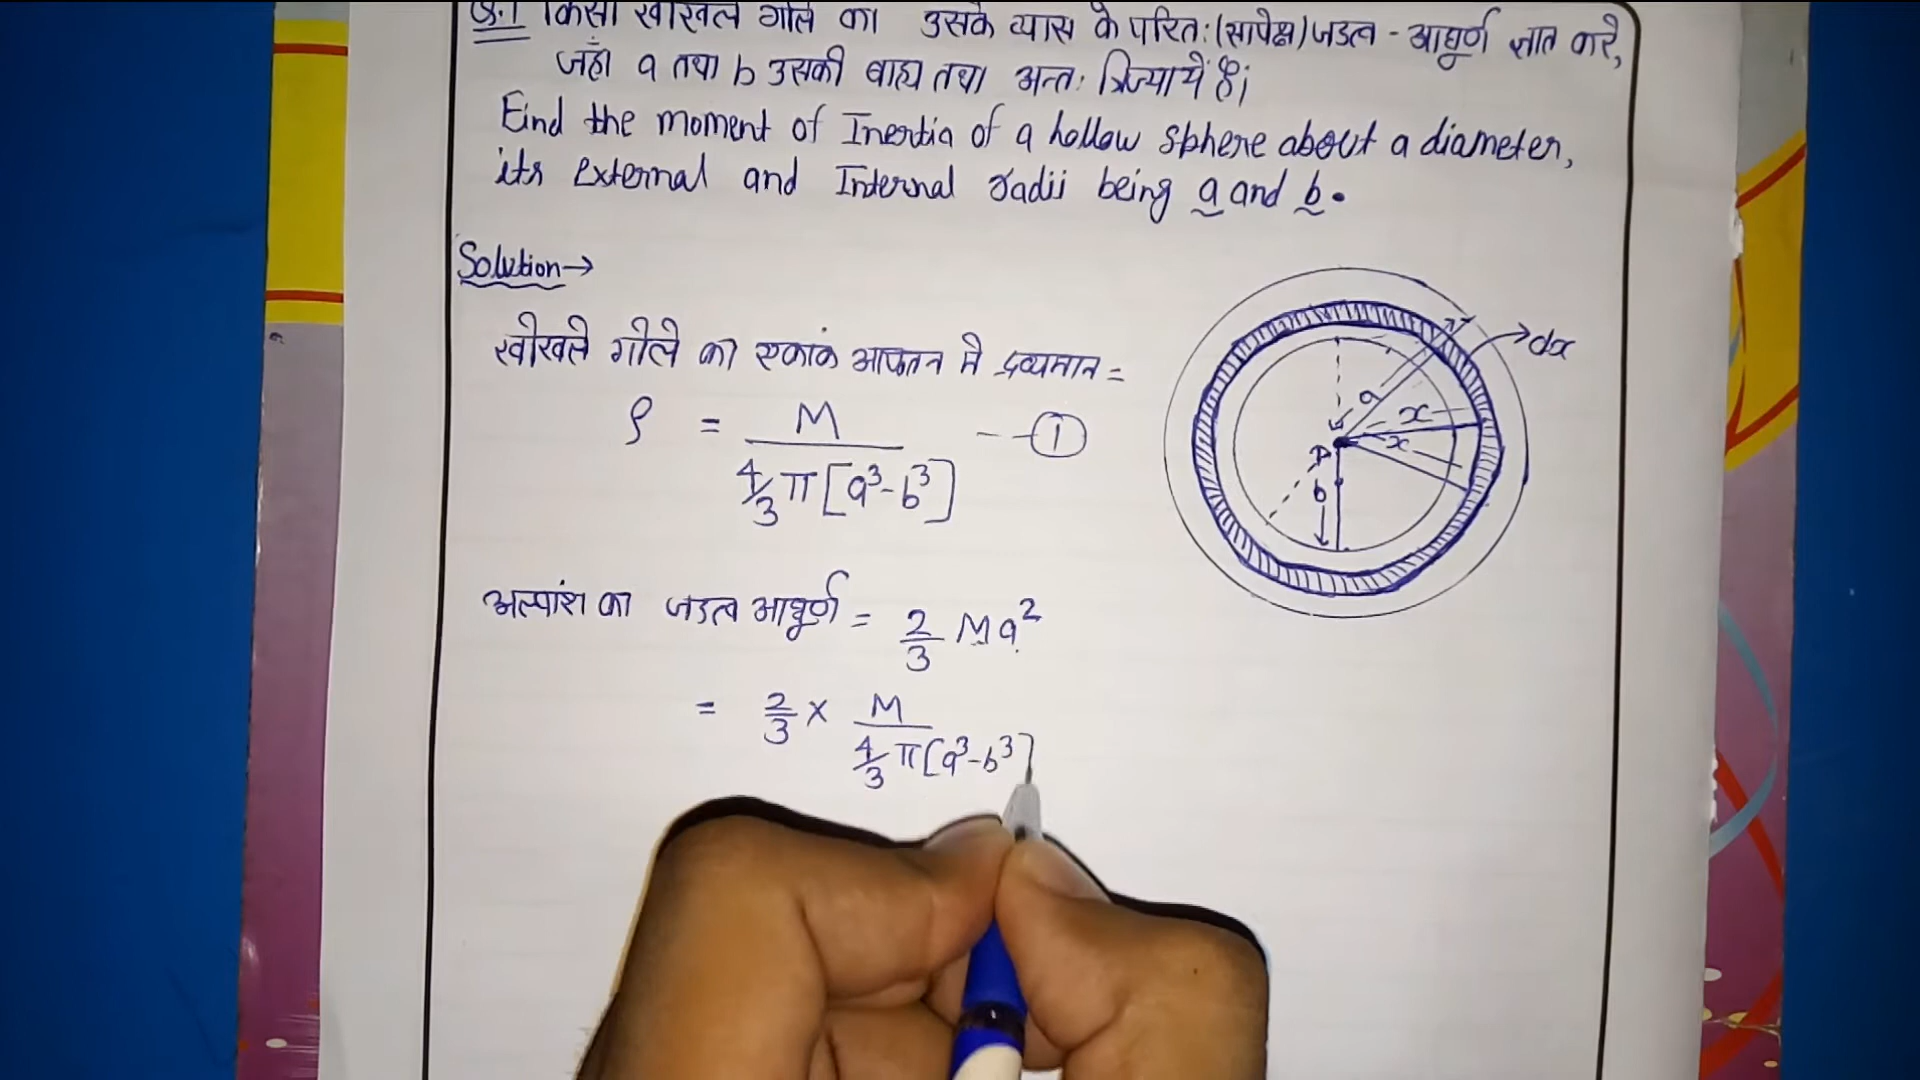 Q.1 किसी खोखले गोले का उसके व्यास के परितः(सापेक्ष) जडत्व - आघूर्ण ज्ञात करे,
जहाँ a तथा b उसकी बाह्य तथा अन्तः त्रिज्यायें है;
Find the moment of Inertia of a hollow sphere about a diameter,
its external and Internal radii being a and b.
Solution→
खोखले गोले का एकांक आयतन मे द्रव्यमान =
ρ = M / 4/3 π [a³-b³] --①
अल्पांश का जडत्व आघूर्ण = 2/3 Ma²
= 2/3 × M / 4/3 π [a³-b³]
dx
a
x
x
b